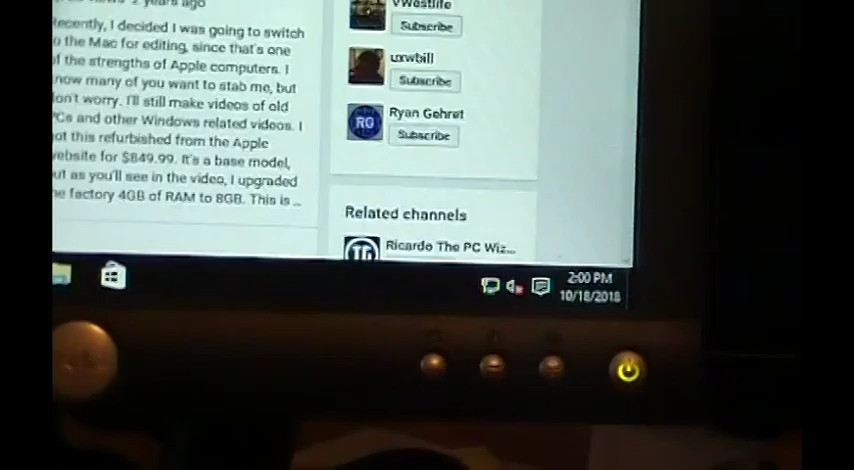 years ago
Recently, I decided I was going to switch
to the Mac for editing, since that's one
of the strengths of Apple computers. I
know many of you want to stab me, but
don't worry. I'll still make videos of old
PCs and other Windows related videos. I
got this refurbished from the Apple
website for $849.99. It's a base model,
but as you'll see in the video, I upgraded
the factory 4GB of RAM to 8GB. This is ...
VWestlife
Subscribe
uxwbill
Subscribe
RG
Ryan Gehret
Subscribe
Related channels
Ricardo The PC Wiz...
2:00 PM
10/18/2018